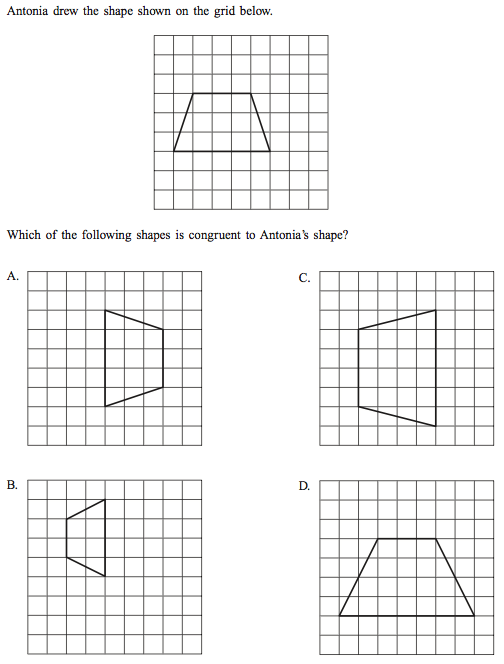 Antonia drew the shape shown on the grid below.
Which of the following shapes is congruent to Antonia's shape?
A.
C.
B.
D.